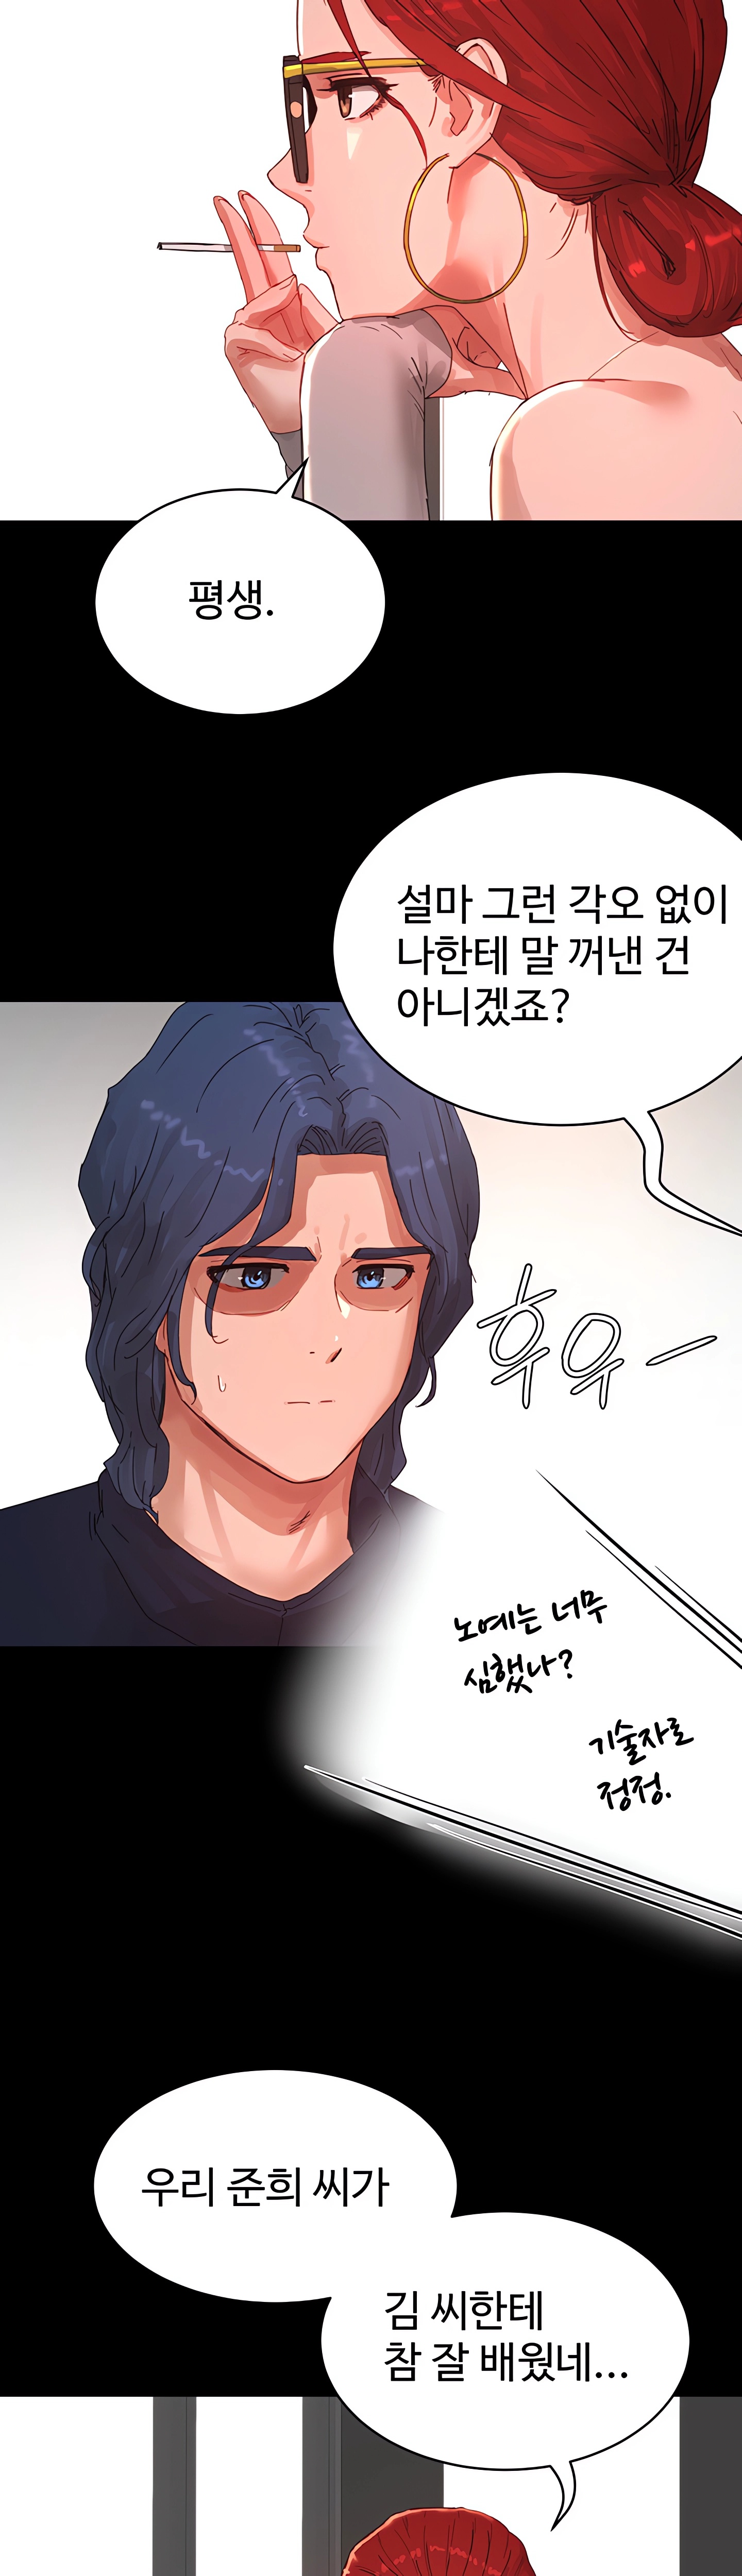 평생.
설마 그런 각오 없이
나한테 말 꺼낸 건
아니겠죠?
후우-
노예는 너무
심했나?
기술자로
정정.
우리 준희 씨가
김 씨한테
참 잘 배웠네...